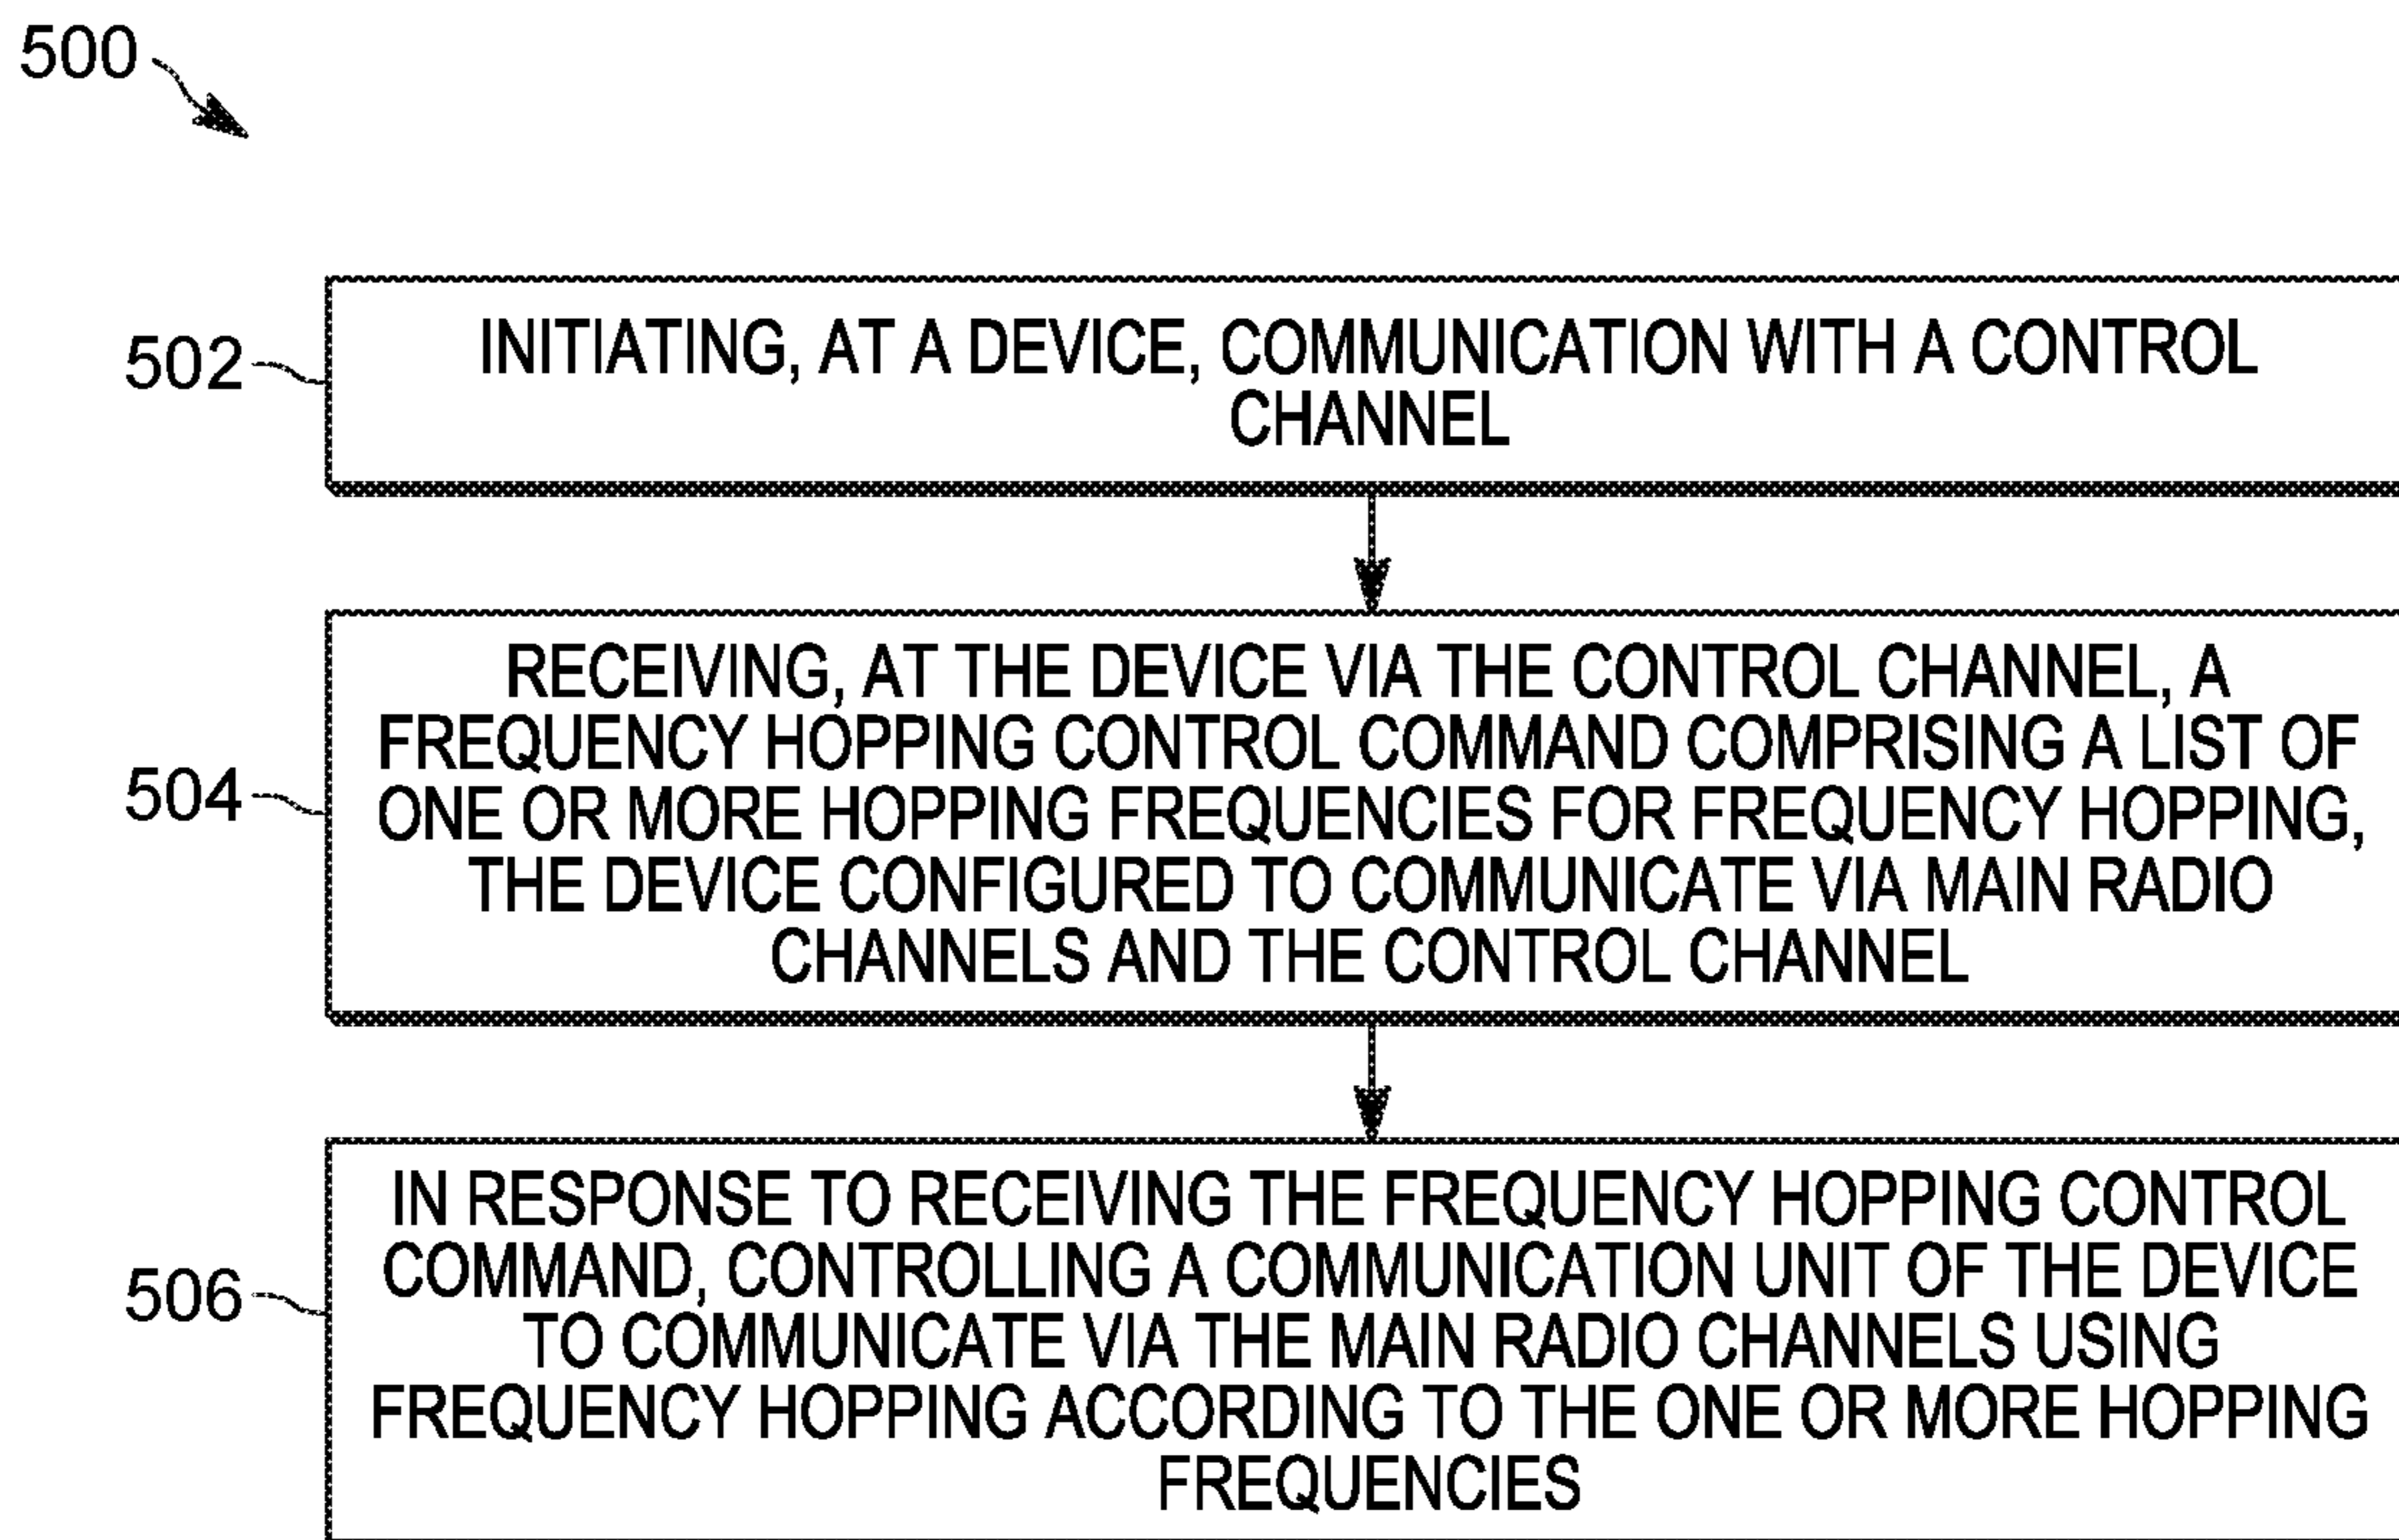 500
502
INITIATING, AT A DEVICE, COMMUNICATION WITH A CONTROL
CHANNEL
504
RECEIVING, AT THE DEVICE VIA THE CONTROL CHANNEL, A
FREQUENCY HOPPING CONTROL COMMAND COMPRISING A LIST OF
ONE OR MORE HOPPING FREQUENCIES FOR FREQUENCY HOPPING,
THE DEVICE CONFIGURED TO COMMUNICATE VIA MAIN RADIO
CHANNELS AND THE CONTROL CHANNEL
506
IN RESPONSE TO RECEIVING THE FREQUENCY HOPPING CONTROL
COMMAND, CONTROLLING A COMMUNICATION UNIT OF THE DEVICE
TO COMMUNICATE VIA THE MAIN RADIO CHANNELS USING
FREQUENCY HOPPING ACCORDING TO THE ONE OR MORE HOPPING
FREQUENCIES